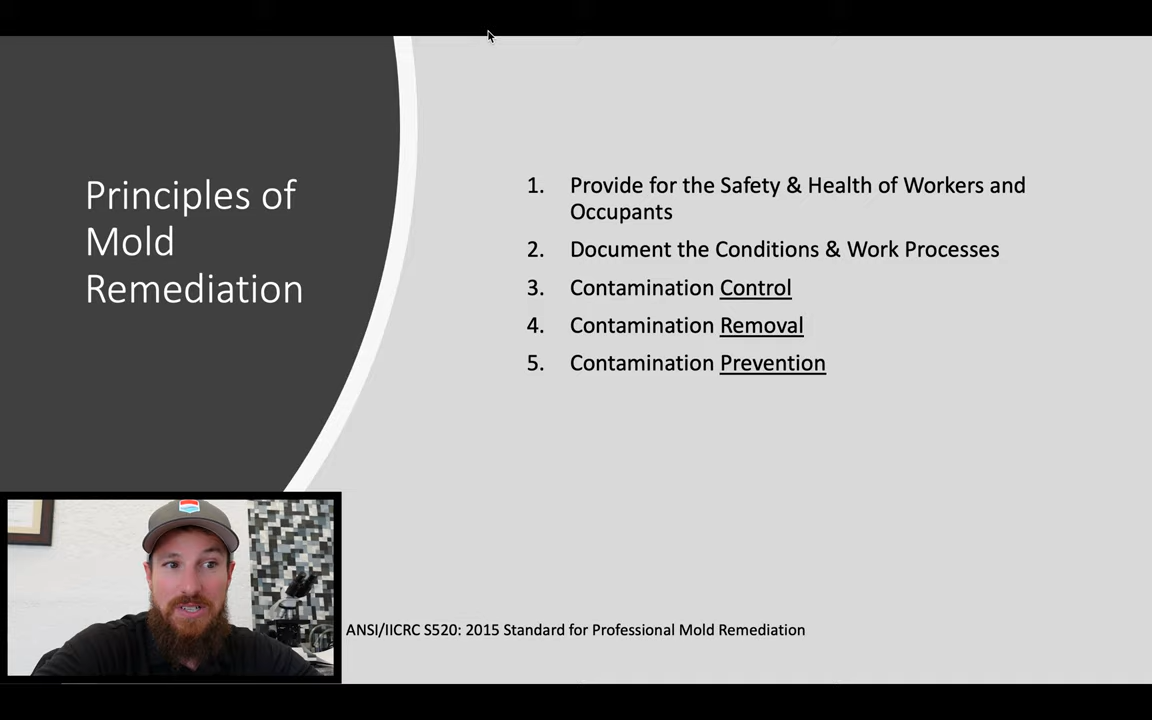 Principles of
Mold
Remediation
1. Provide for the Safety & Health of Workers and
Occupants
2. Document the Conditions & Work Processes
3. Contamination Control
4. Contamination Removal
5. Contamination Prevention
ANSI/IICRC S520: 2015 Standard for Professional Mold Remediation